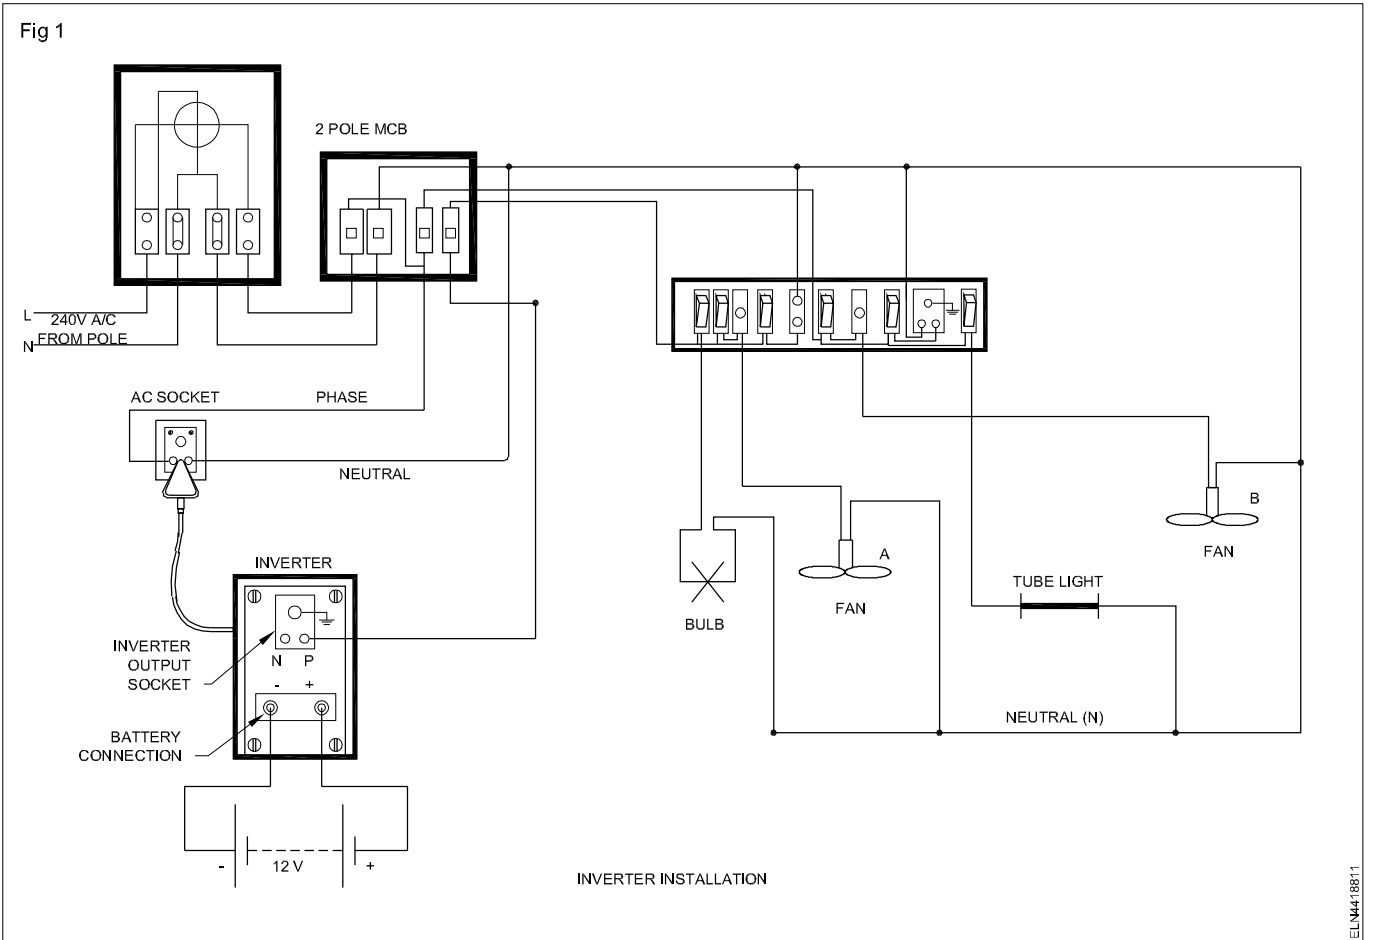 Fig 1
2 POLE MCB
L
240V A/C
N
FROM POLE
AC SOCKET
PHASE
NEUTRAL
INVERTER
INVERTER
OUTPUT
SOCKET
N P
- +
BATTERY
CONNECTION
- 12 V +
BULB
A
FAN
B
FAN
TUBE LIGHT
NEUTRAL (N)
INVERTER INSTALLATION
ELN4418811